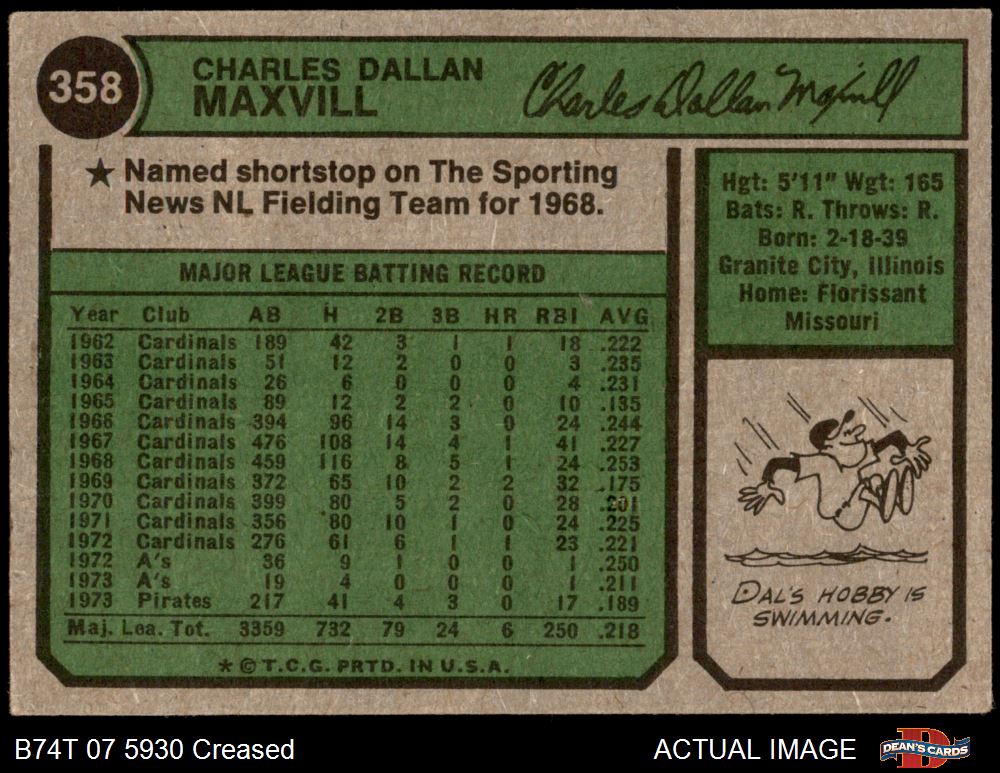 358
CHARLES DALLAN
MAXVILL
Charles Dallan Maxvill
★ Named shortstop on The Sporting
News NL Fielding Team for 1968.
MAJOR LEAGUE BATTING RECORD
Year Club AB H 2B 3B HR RBI AVG
1962 Cardinals 189 42 3 1 1 18 .222
1963 Cardinals 51 12 2 0 0 3 .235
1964 Cardinals 26 6 0 0 0 4 .231
1965 Cardinals 89 12 2 2 0 10 .135
1966 Cardinals 394 96 14 3 0 24 .244
1967 Cardinals 476 108 14 4 1 41 .227
1968 Cardinals 459 116 8 5 1 24 .253
1969 Cardinals 372 65 10 2 2 32 .175
1970 Cardinals 399 80 5 2 0 28 .201
1971 Cardinals 356 80 10 1 0 24 .225
1972 Cardinals 276 61 6 1 1 23 .221
1972 A's 36 9 1 0 0 1 .250
1973 A's 19 4 0 0 0 1 .211
1973 Pirates 217 41 4 3 0 17 .189
Maj. Lea. Tot. 3359 732 79 24 6 250 .218
* © T.C.G. PRTD. IN U.S.A.
Hgt: 5'11" Wgt: 165
Bats: R. Throws: R.
Born: 2-18-39
Granite City, Illinois
Home: Florissant
Missouri
DAL'S HOBBY IS
SWIMMING.
B74T 07 5930 Creased
ACTUAL IMAGE
DEAN'S CARDS